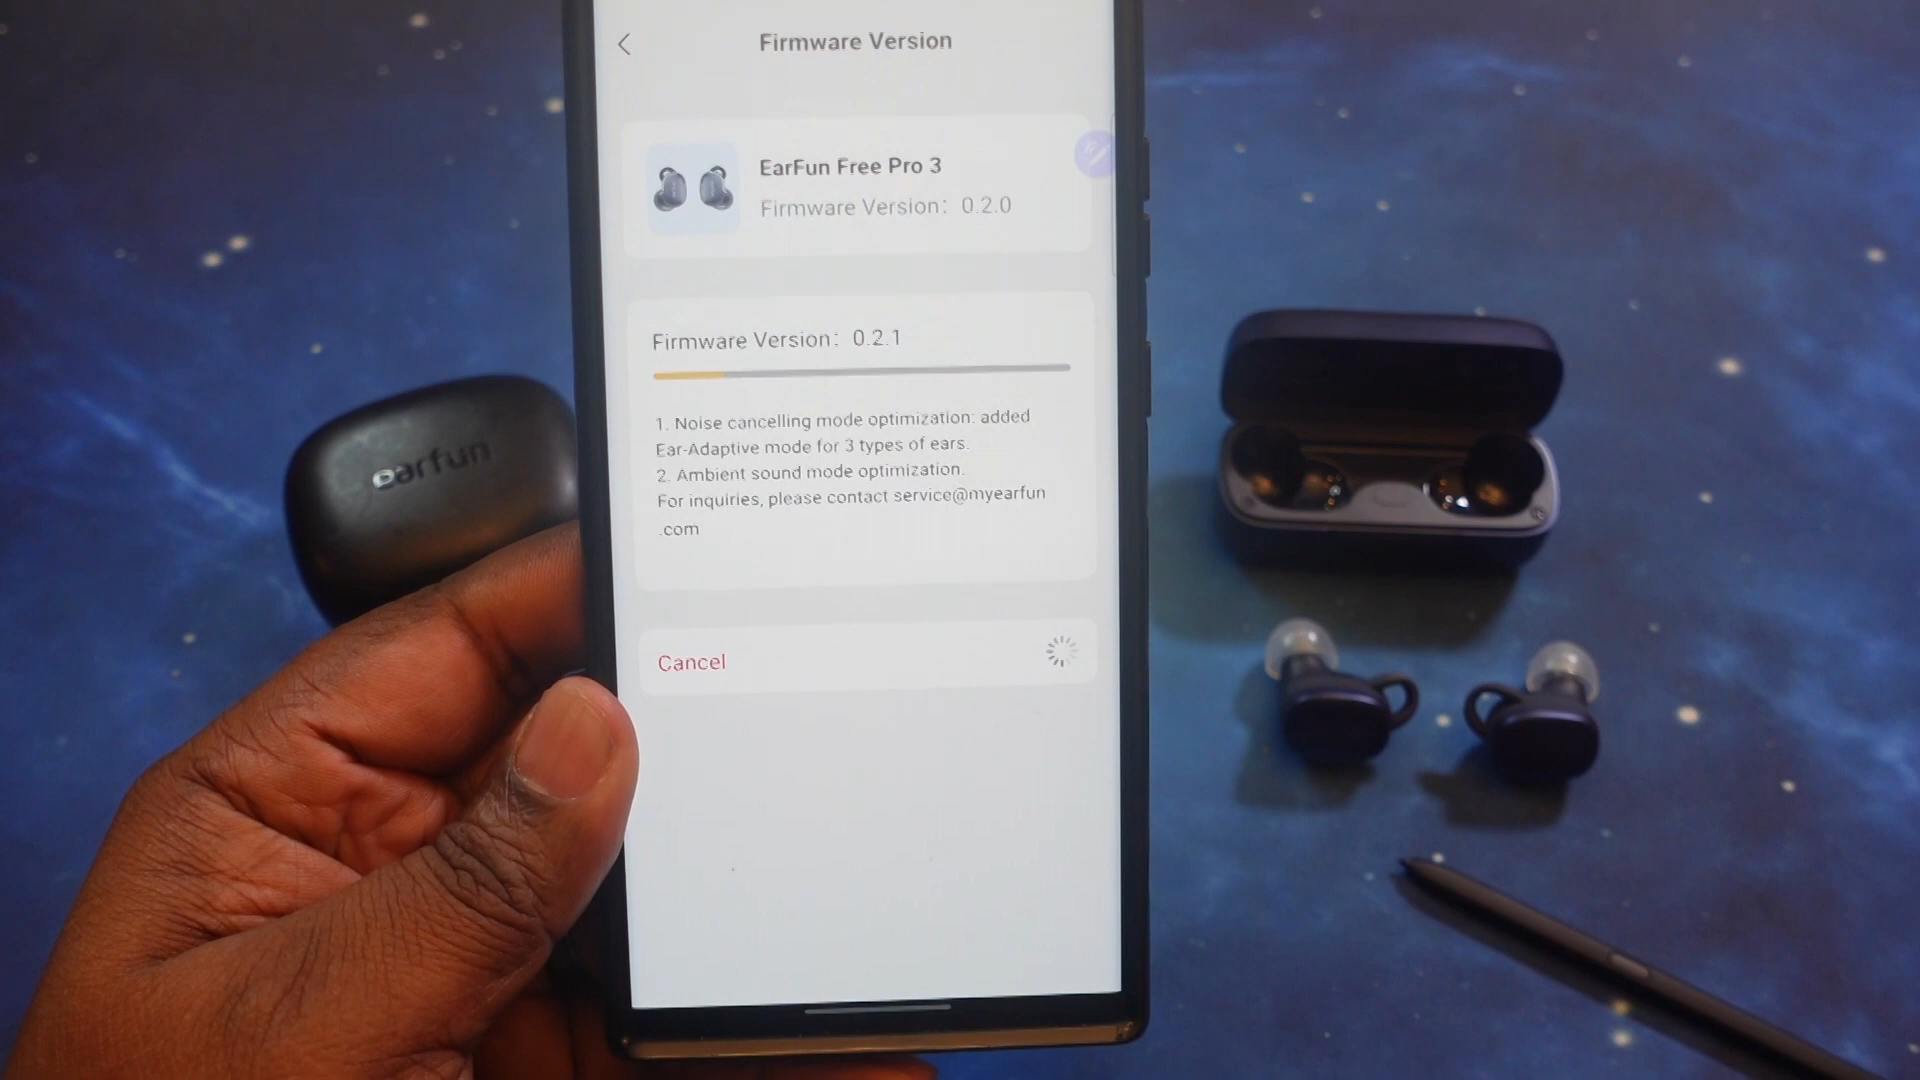 Firmware Version
EarFun Free Pro 3
Firmware Version: 0.2.0
Firmware Version: 0.2.1
1. Noise cancelling mode optimization: added
Ear-Adaptive mode for 3 types of ears.
2. Ambient sound mode optimization.
For inquiries, please contact service@myearfun
.com
Cancel
earfun